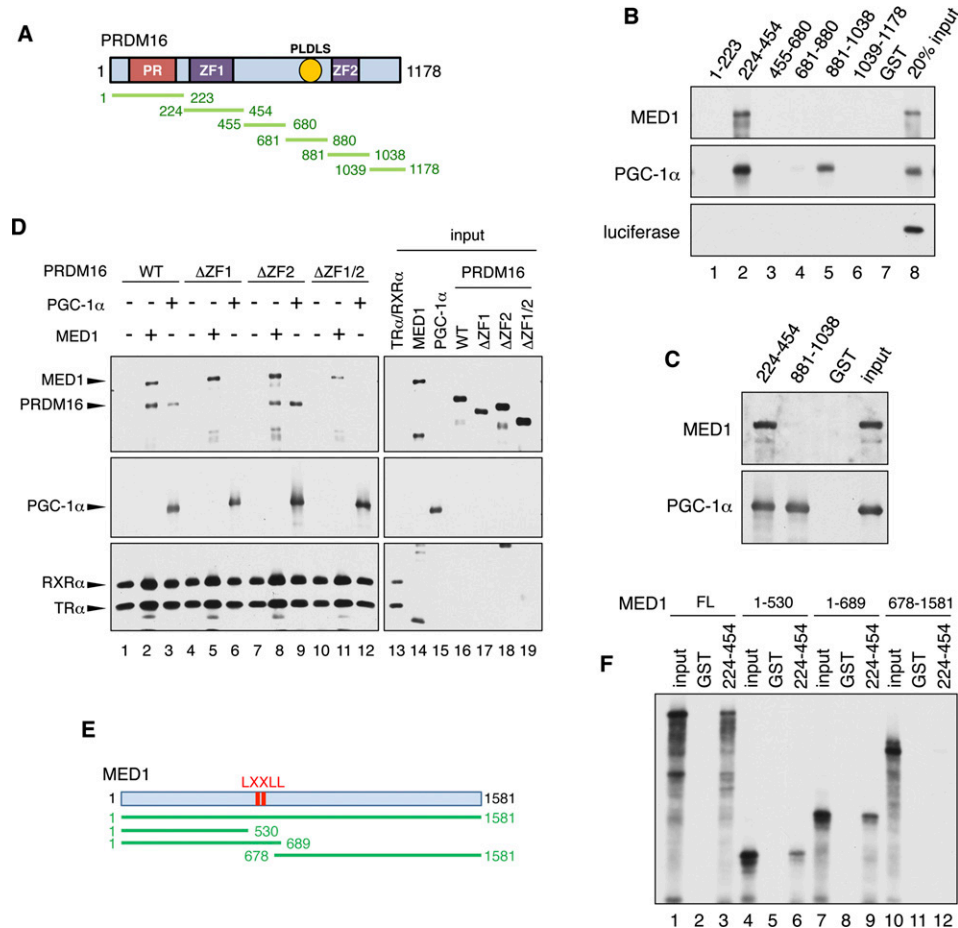 A
PRDM16
PLDLS
1 PR ZF1 ZF2 1178
1 223
224 454
455 680
681 880
881 1038
1039 1178
B
1-223 224-454 455-680 681-880 881-1038 1039-1178 GST 20% input
MED1
PGC-1α
luciferase
1 2 3 4 5 6 7 8
C
224-454 881-1038 GST input
MED1
PGC-1α
D
input
PRDM16 WT ΔZF1 ΔZF2 ΔZF1/2
PRDM16
TRα/RXRα MED1 PGC-1α WT ΔZF1 ΔZF2 ΔZF1/2
PGC-1α - - + - - + - - + - - +
MED1 - + - - + - - + - - + -
MED1
PRDM16
PGC-1α
RXRα
TRα
1 2 3 4 5 6 7 8 9 10 11 12 13 14 15 16 17 18 19
E
MED1
LXXLL
1 1581
1 1581
1 530
1 689
678 1581
F
MED1 FL 1-530 1-689 678-1581
input GST 224-454 input GST 224-454 input GST 224-454 input GST 224-454
1 2 3 4 5 6 7 8 9 10 11 12